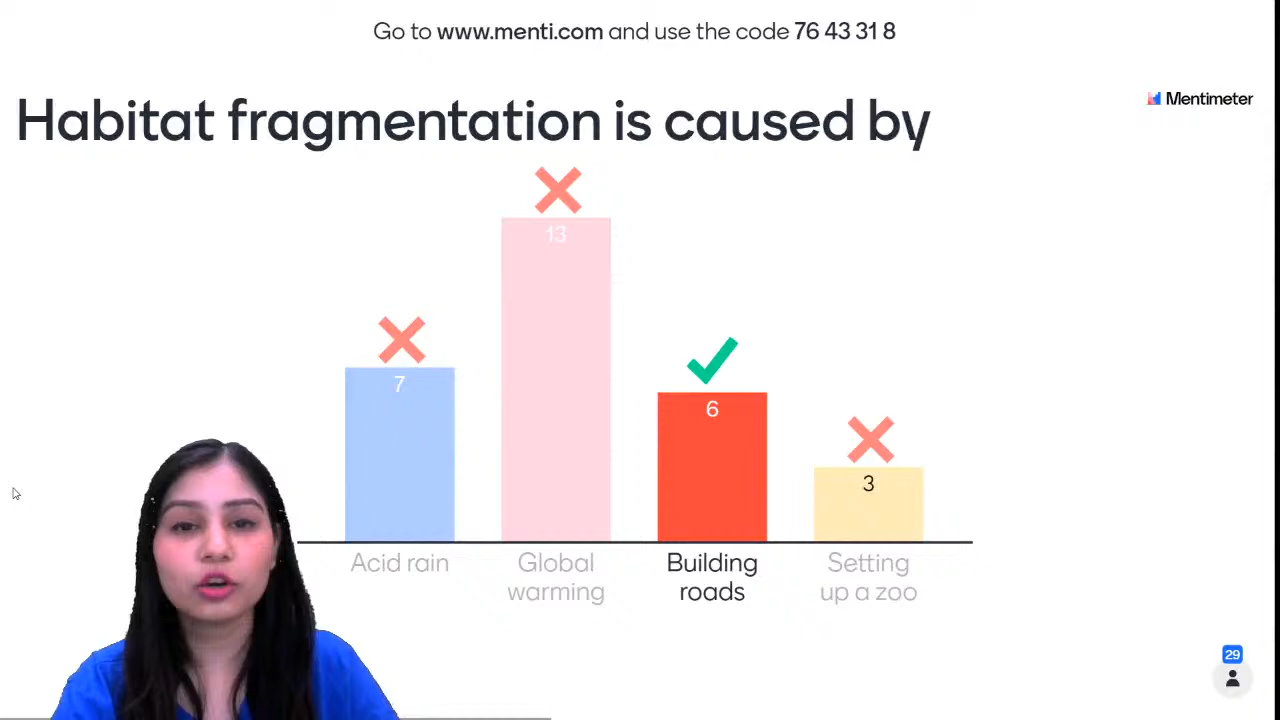 Go to www.menti.com and use the code 76 43 31 8
Mentimeter
Habitat fragmentation is caused by
13
7
6
3
Acid rain
Global
warming
Building
roads
Setting
up a zoo
29